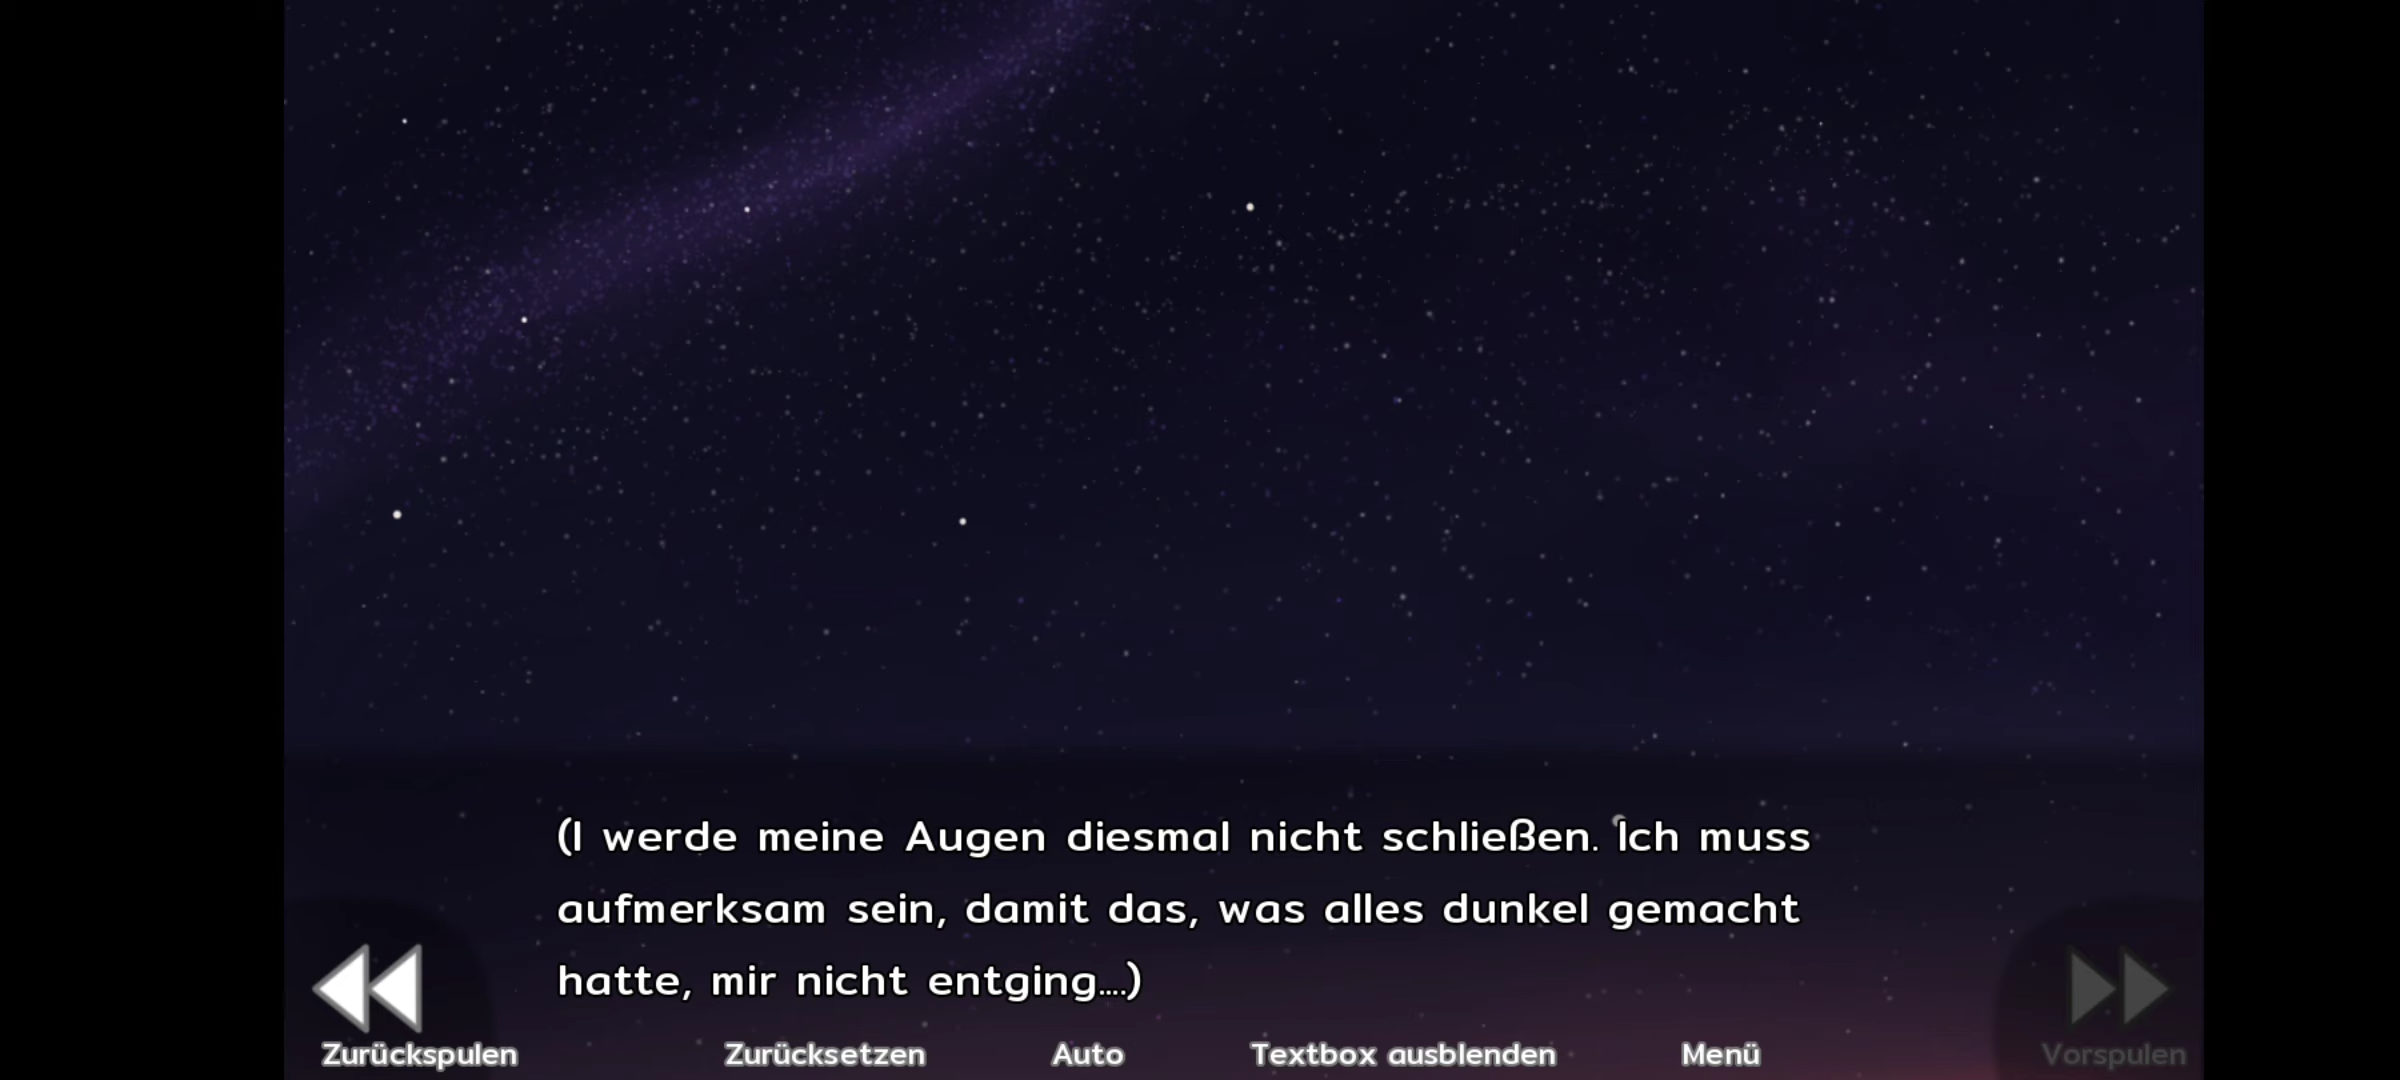 (I werde meine Augen diesmal nicht schließen. Ich muss
aufmerksam sein, damit das, was alles dunkel gemacht
hatte, mir nicht entging....)
Zurückspulen
Zurücksetzen
Auto
Textbox ausblenden
Menü
Vorspulen